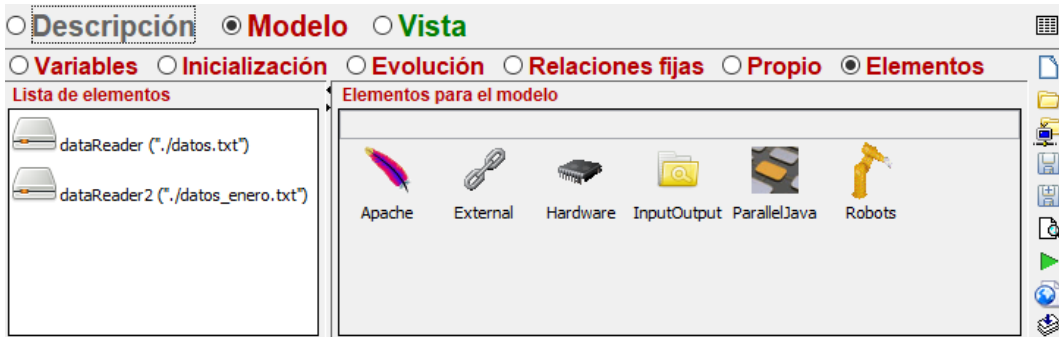 Descripción Modelo Vista
Variables Inicialización Evolución Relaciones fijas Propio Elementos
Lista de elementos Elementos para el modelo
dataReader ("./datos.txt")
dataReader2 ("./datos_enero.txt")
Apache External Hardware InputOutput ParallelJava Robots